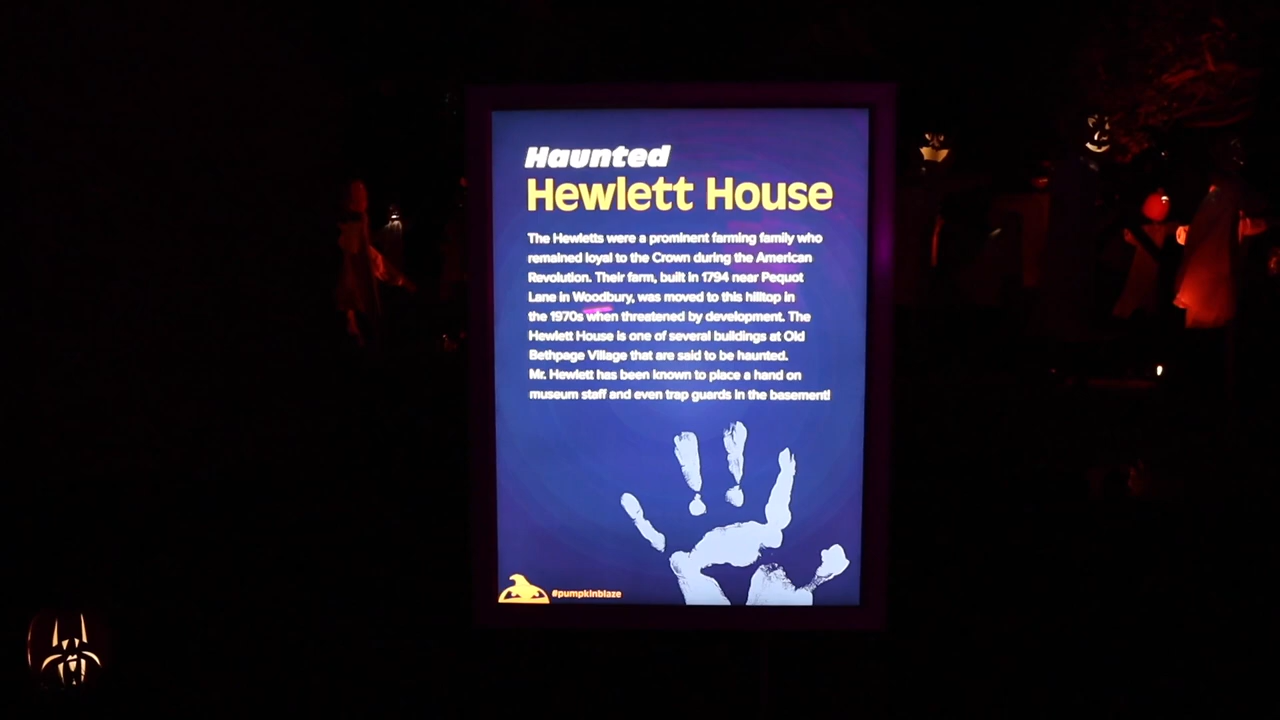 Haunted
Hewlett House
The Hewletts were a prominent farming family who
remained loyal to the Crown during the American
Revolution. Their farm, built in 1794 near Pequot
Lane in Woodbury, was moved to this hilltop in
the 1970s when threatened by development. The
Hewlett House is one of several buildings at Old
Bethpage Village that are said to be haunted.
Mr. Hewlett has been known to place a hand on
museum staff and even trap guards in the basement!
#pumpkinblaze